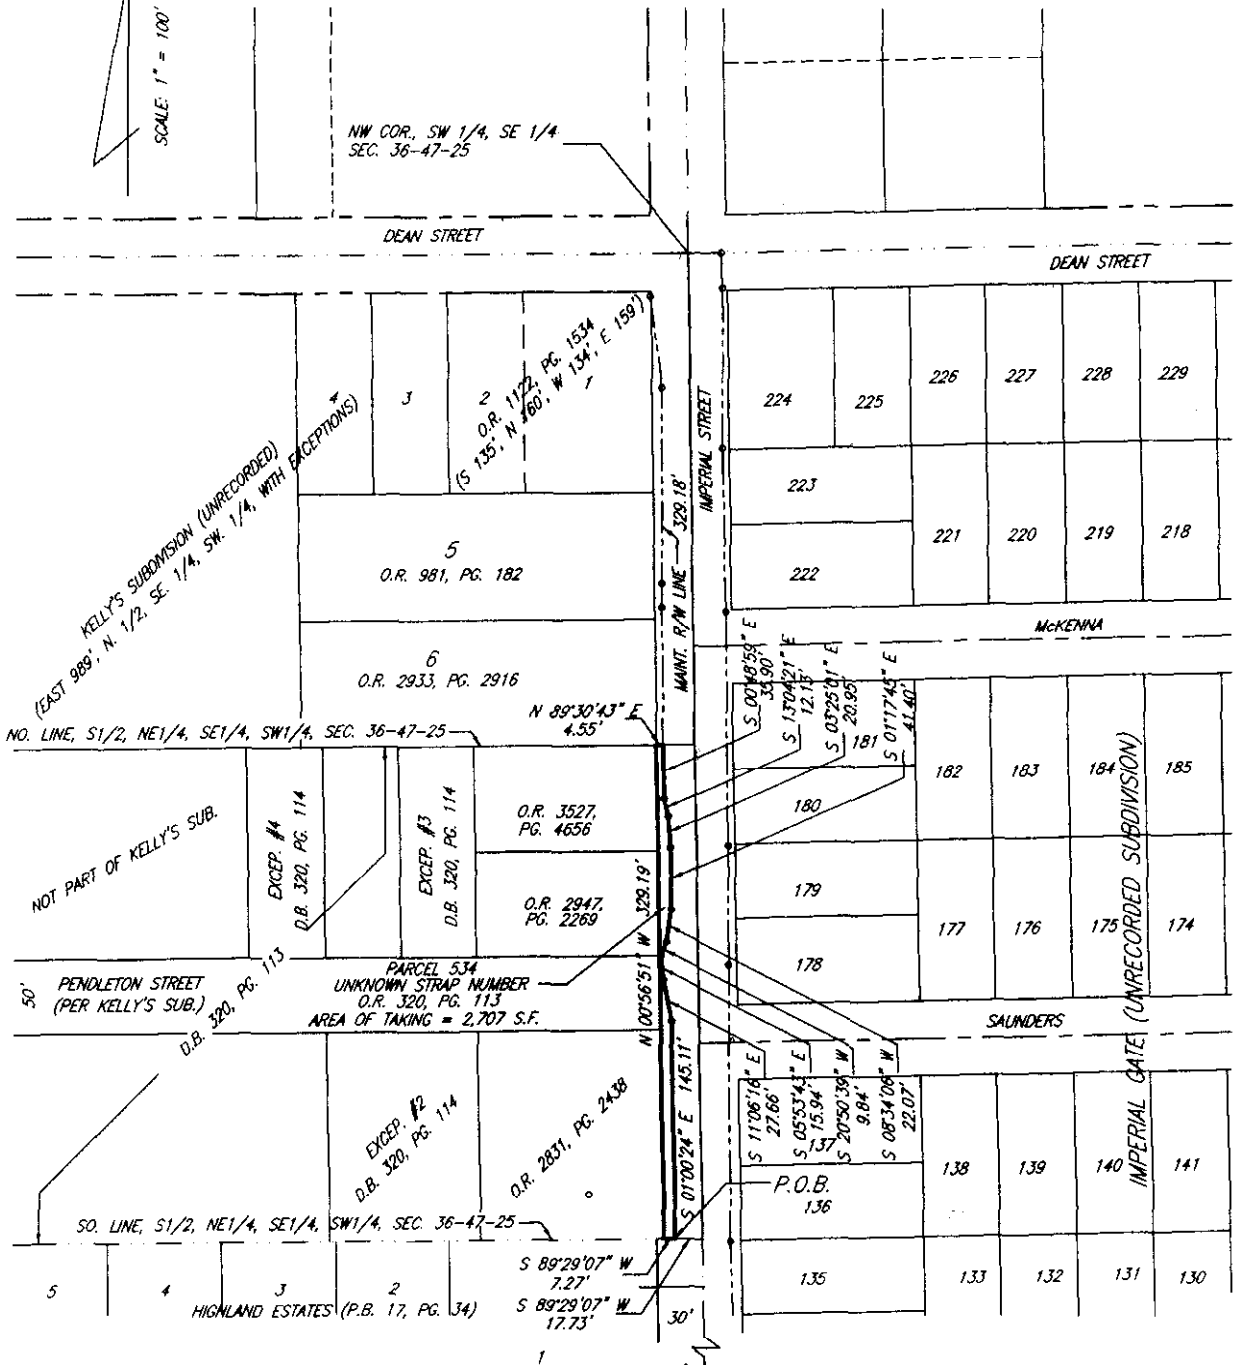 SCALE: 1" = 100'
NW COR., SW 1/4, SE 1/4
SEC. 36-47-25
DEAN STREET
DEAN STREET
KELLY'S SUBDIVISION (UNRECORDED)
(EAST 989', N. 1/2, SE. 1/4, SW. 1/4, WITH EXCEPTIONS)
4
3
2
1
O.R. 1122, PG. 1534
(S 135', N 160', W 134', E 159')
MAINT. R/W LINE
329.18'
IMPERIAL STREET
224
225
226
227
228
229
223
222
221
220
219
218
5
O.R. 981, PG. 182
6
O.R. 2933, PG. 2916
McKENNA
NO. LINE, S1/2, NE1/4, SE1/4, SW1/4, SEC. 36-47-25
N 89°30'43" E
4.55'
S 00°48'59" E
35.90'
S 13°04'21" E
12.13'
S 03°25'01" E
20.95'
S 01°17'45" E
41.40'
181
180
182
183
184
185
179
178
177
176
175
174
IMPERIAL GATE (UNRECORDED SUBDIVISION)
NOT PART OF KELLY'S SUB.
EXCEP. #4
D.B. 320, PG. 114
EXCEP. #3
D.B. 320, PG. 114
O.R. 3527,
PG. 4656
O.R. 2947,
PG. 2269
N 00°56'51" W 329.19'
50'
PENDLETON STREET
(PER KELLY'S SUB.)
D.B. 320, PG. 113
PARCEL 534
UNKNOWN STRAP NUMBER
O.R. 320, PG. 113
AREA OF TAKING = 2,707 S.F.
SAUNDERS
EXCEP. #2
D.B. 320, PG. 114
O.R. 2831, PG. 2438
S 01°00'24" E 145.11'
S 11°06'16" E
27.66'
S 05°53'43" E
15.94'
S 20°50'39" W
9.84'
S 08°34'06" W
22.07'
137
P.O.B.
136
138
139
140
141
SO. LINE, S1/2, NE1/4, SE1/4, SW1/4, SEC. 36-47-25
S 89°29'07" W
7.27'
S 89°29'07" W
17.73'
30'
5
4
3
2
1
HIGHLAND ESTATES (P.B. 17, PG. 34)
135
133
132
131
130